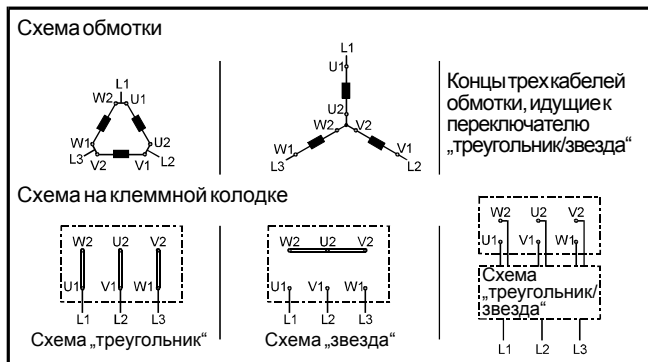 Схема обмотки
L1
W2 U1
W1 U2
L3 V2 V1 L2
L1
U1
U2
W2 V2
W1 V1
L3 L2
Концы трех кабелей
обмотки, идущие к
переключателю
„треугольник/звезда“
Схема на клеммной колодке
W2 U2 V2
U1 V1 W1
L1 L2 L3
Схема „треугольник“
W2 U2 V2
U1 V1 W1
L1 L2 L3
Схема „звезда“
W2 U2 V2
U1 V1 W1
Схема
„треугольник/
звезда“
L1 L2 L3